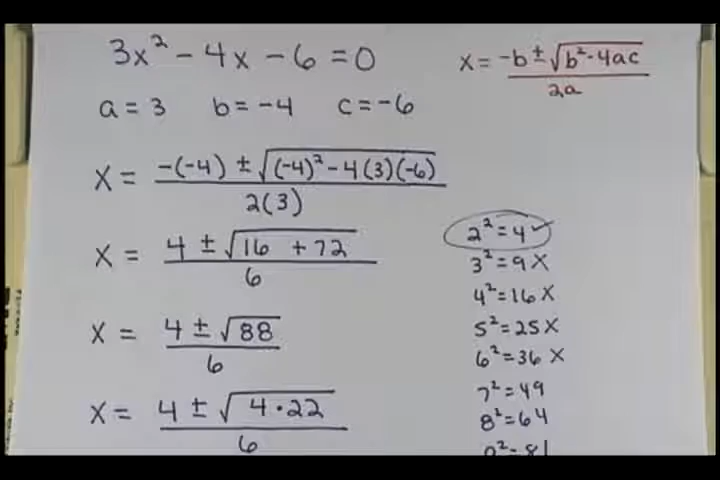 3x² - 4x - 6 = 0
x = -b ± √b² - 4ac / 2a
a = 3 b = -4 c = -6
x = -(-4) ± √(-4)² - 4(3)(-6) / 2(3)
x = 4 ± √16 + 72 / 6
x = 4 ± √88 / 6
x = 4 ± √4 · 22 / 6
2² = 4 ✓
3² = 9 X
4² = 16 X
5² = 25 X
6² = 36 X
7² = 49
8² = 64
9² = 81